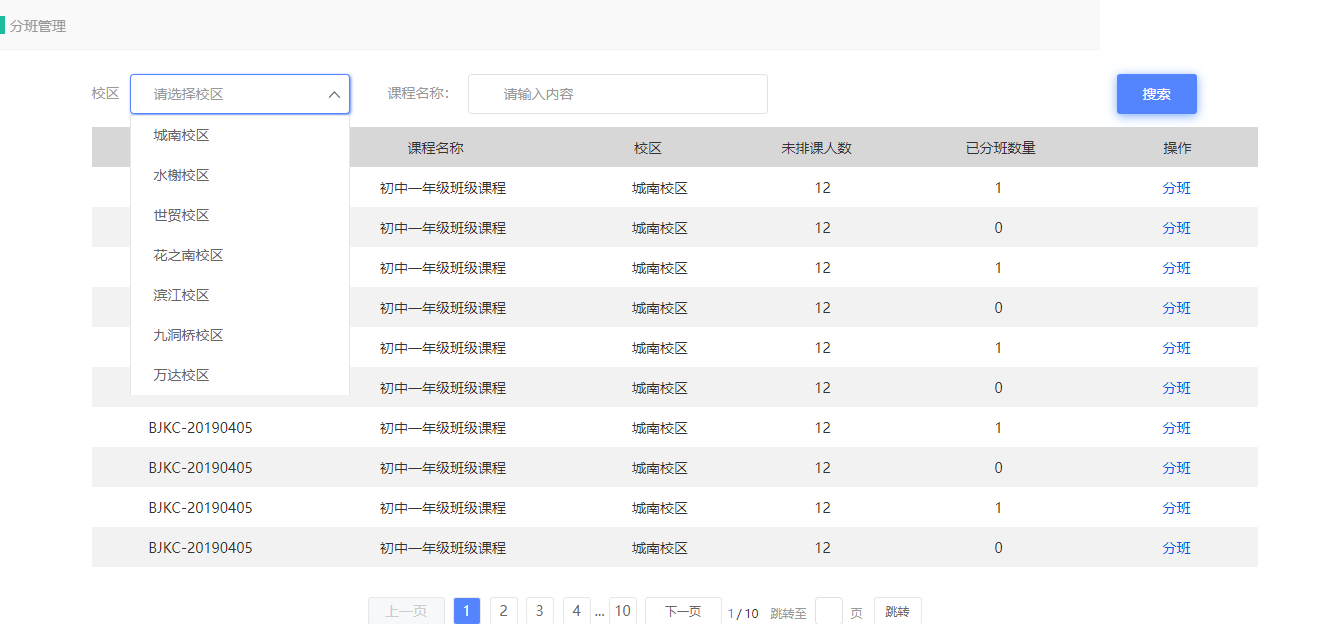 分班管理
校区 请选择校区 课程名称: 请输入内容 搜索
城南校区
水榭校区
世贸校区
花之南校区
滨江校区
九洞桥校区
万达校区
课程名称 校区 未排课人数 已分班数量 操作
初中一年级班级课程 城南校区 12 1 分班
初中一年级班级课程 城南校区 12 0 分班
初中一年级班级课程 城南校区 12 1 分班
初中一年级班级课程 城南校区 12 0 分班
初中一年级班级课程 城南校区 12 1 分班
初中一年级班级课程 城南校区 12 0 分班
BJKC-20190405 初中一年级班级课程 城南校区 12 1 分班
BJKC-20190405 初中一年级班级课程 城南校区 12 0 分班
BJKC-20190405 初中一年级班级课程 城南校区 12 1 分班
BJKC-20190405 初中一年级班级课程 城南校区 12 0 分班
上一页 1 2 3 4 ... 10 下一页 1 / 10 跳转至 页 跳转